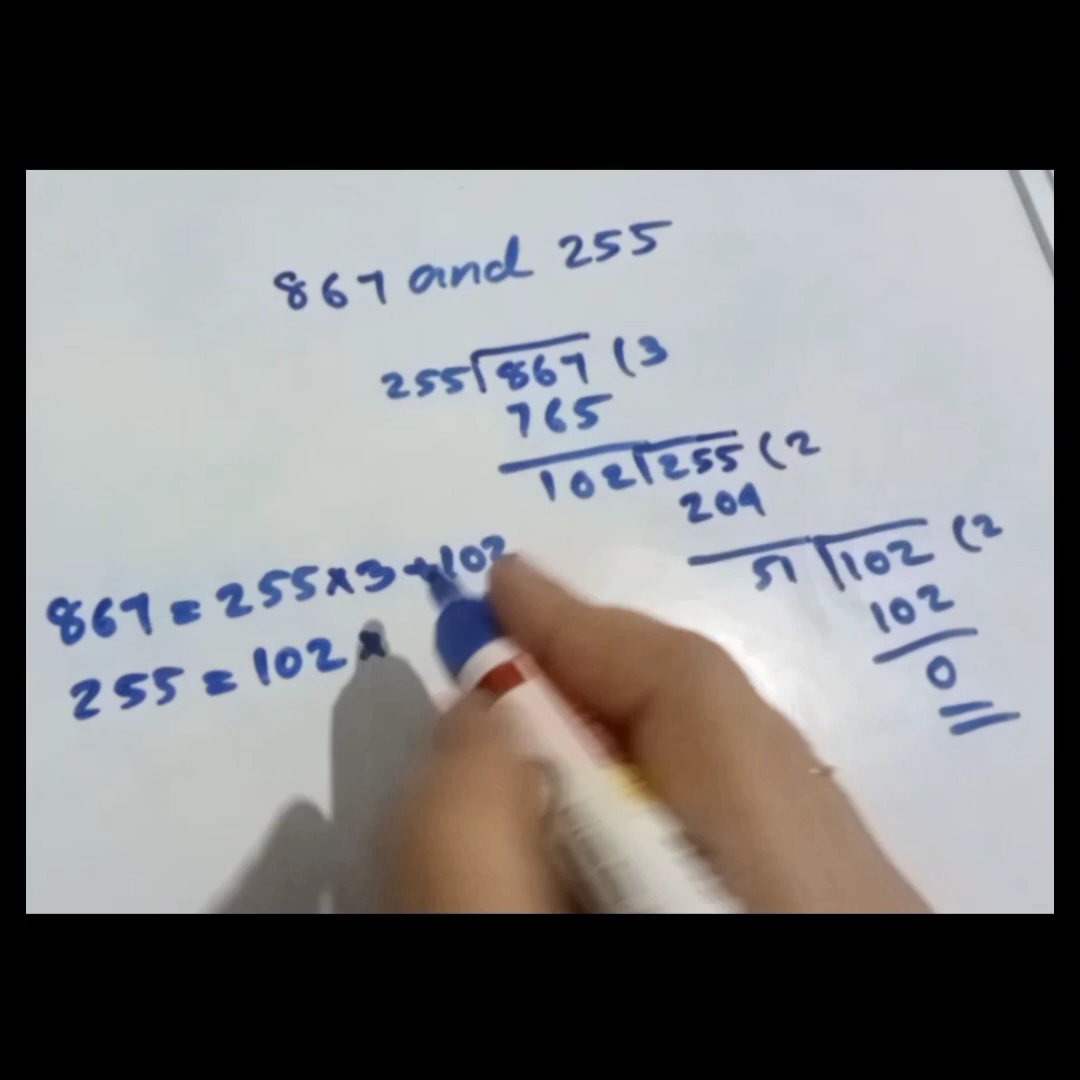 867 and 255
255 867 (3
765
102 255 (2
204
51 102 (2
102
0
867 = 255 x 3 + 102
255 = 102 x